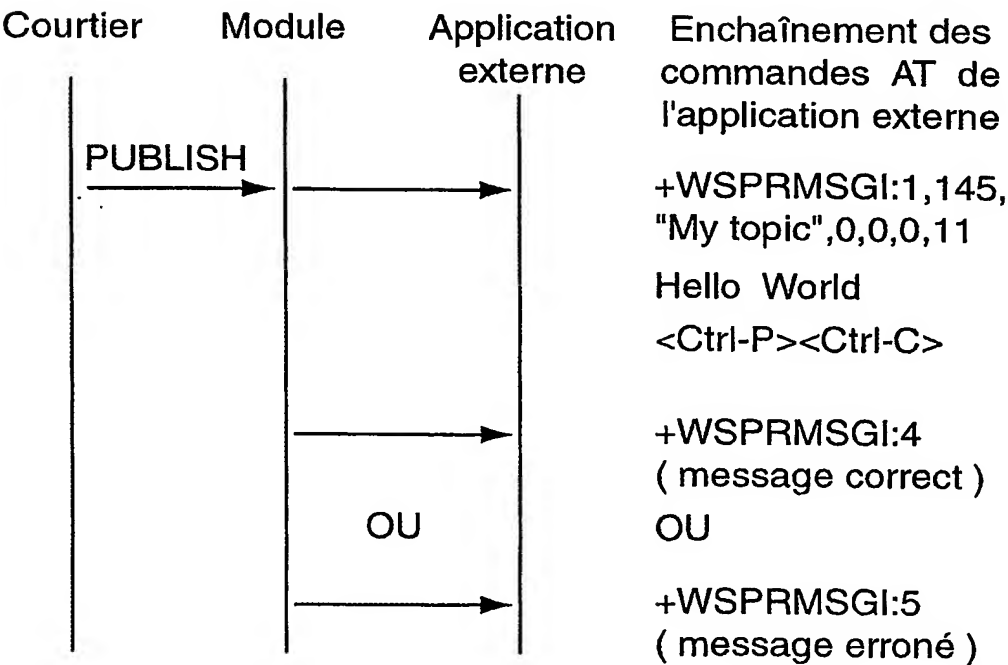 Courtier
Module
Application
externe
Enchaînement des
commandes AT de
l'application externe
PUBLISH
+WSPRMSGI:1,145,
"My topic",0,0,0,11
Hello World
<Ctrl-P><Ctrl-C>
+WSPRMSGI:4
( message correct )
OU
OU
+WSPRMSGI:5
( message erroné )